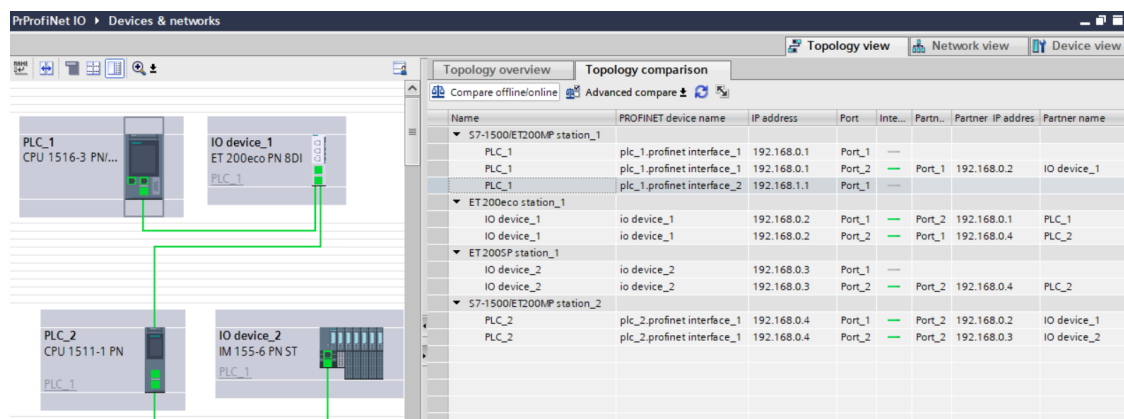 PrProfiNet IO ▸ Devices & networks
Topology view Network view Device view
Topology overview Topology comparison
Compare offline/online Advanced compare
Name PROFINET device name IP address Port Inte... Partn.. Partner IP addres Partner name
S7-1500/ET200MP station_1
PLC_1 plc_1.profinet interface_1 192.168.0.1 Port_1 —
PLC_1 plc_1.profinet interface_1 192.168.0.1 Port_2 — Port_1 192.168.0.2 IO device_1
PLC_1 plc_1.profinet interface_2 192.168.1.1 Port_1 —
ET 200eco station_1
IO device_1 io device_1 192.168.0.2 Port_1 — Port_2 192.168.0.1 PLC_1
IO device_1 io device_1 192.168.0.2 Port_2 — Port_1 192.168.0.4 PLC_2
ET 200SP station_1
IO device_2 io device_2 192.168.0.3 Port_1 —
IO device_2 io device_2 192.168.0.3 Port_2 — Port_2 192.168.0.4 PLC_2
S7-1500/ET200MP station_2
PLC_2 plc_2.profinet interface_1 192.168.0.4 Port_1 — Port_2 192.168.0.2 IO device_1
PLC_2 plc_2.profinet interface_1 192.168.0.4 Port_2 — Port_2 192.168.0.3 IO device_2
PLC_1
CPU 1516-3 PN/...
IO device_1
ET 200eco PN 8DI
PLC_1
PLC_2
CPU 1511-1 PN
PLC_1
IO device_2
IM 155-6 PN ST
PLC_1